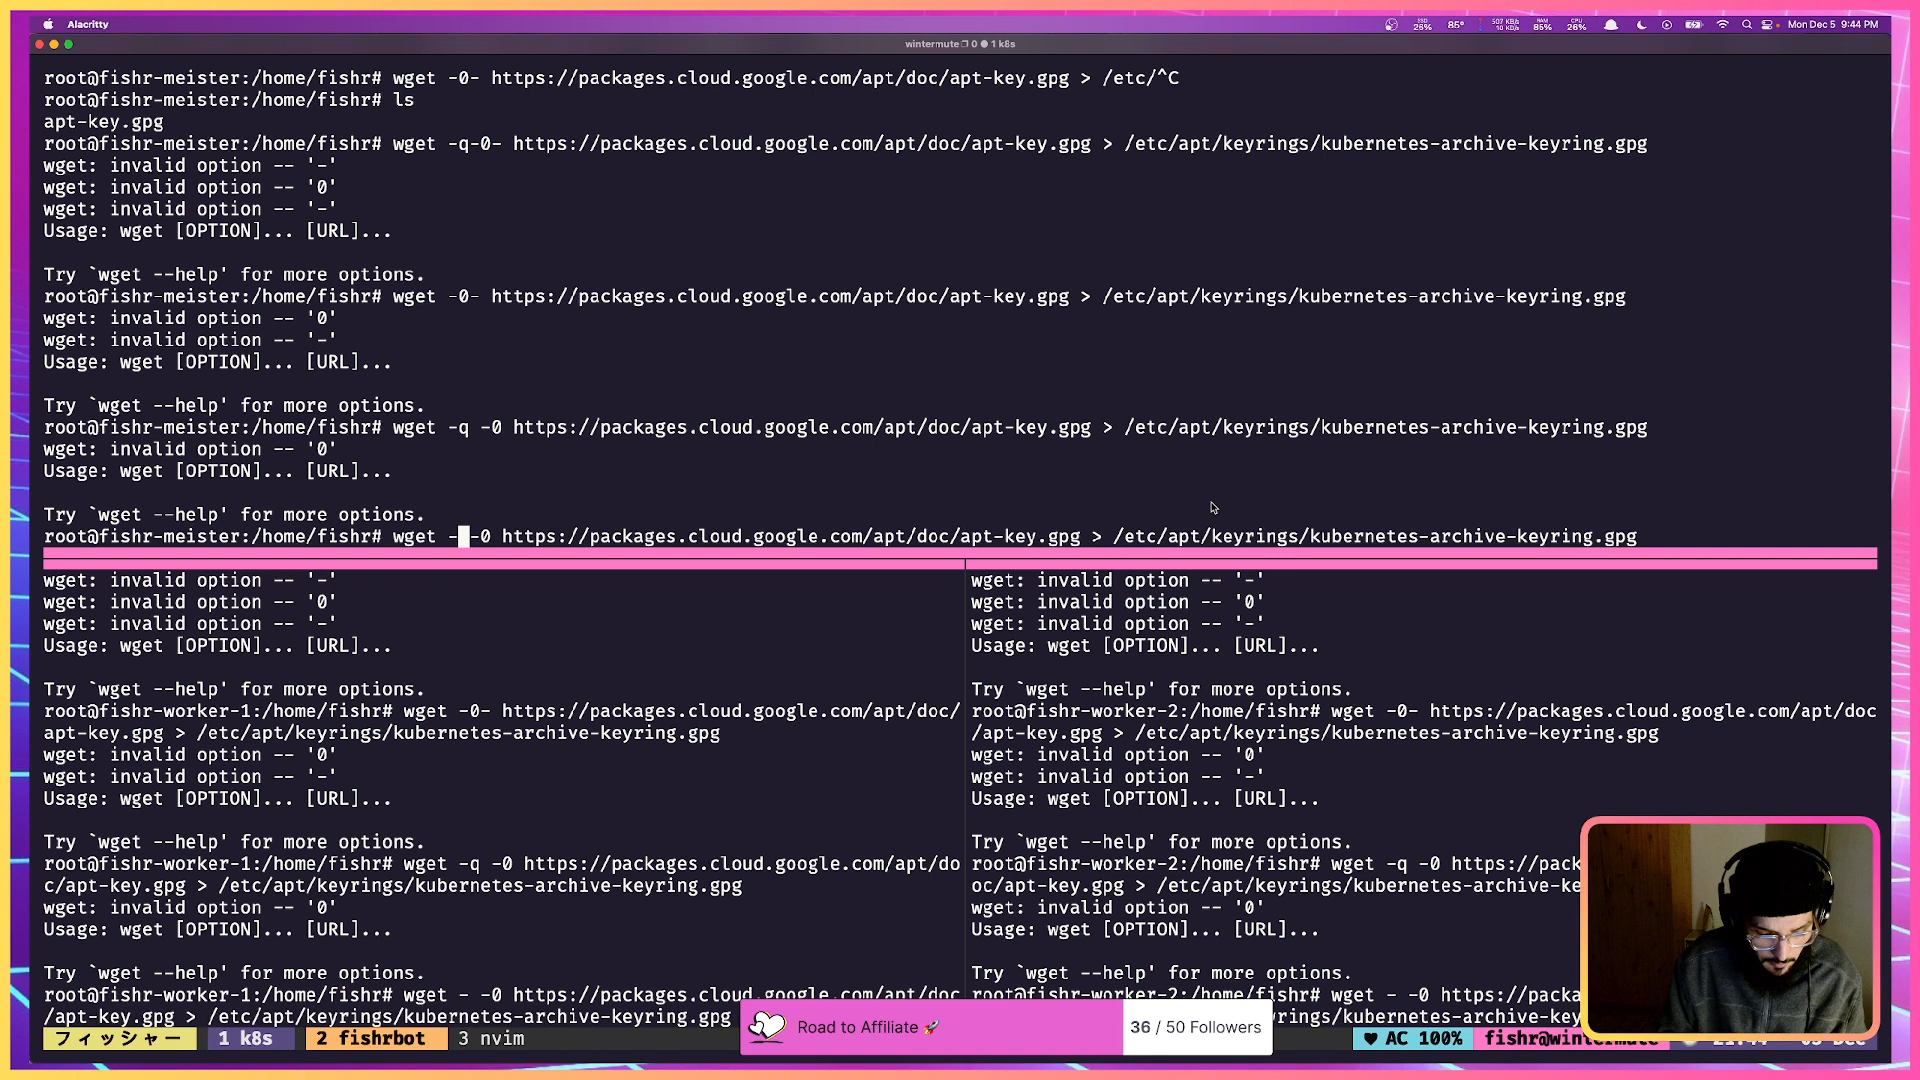 Alacritty
SSD 26%
85°
507 KB/s
10 KB/s
RAM 85%
CPU 26%
Mon Dec 5 9:44 PM
wintermute 0 1 k8s
root@fishr-meister:/home/fishr# wget -0- https://packages.cloud.google.com/apt/doc/apt-key.gpg > /etc/^C
root@fishr-meister:/home/fishr# ls
apt-key.gpg
root@fishr-meister:/home/fishr# wget -q-0- https://packages.cloud.google.com/apt/doc/apt-key.gpg > /etc/apt/keyrings/kubernetes-archive-keyring.gpg
wget: invalid option -- '-'
wget: invalid option -- '0'
wget: invalid option -- '-'
Usage: wget [OPTION]... [URL]...
Try `wget --help' for more options.
root@fishr-meister:/home/fishr# wget -0- https://packages.cloud.google.com/apt/doc/apt-key.gpg > /etc/apt/keyrings/kubernetes-archive-keyring.gpg
wget: invalid option -- '0'
wget: invalid option -- '-'
Usage: wget [OPTION]... [URL]...
Try `wget --help' for more options.
root@fishr-meister:/home/fishr# wget -q -0 https://packages.cloud.google.com/apt/doc/apt-key.gpg > /etc/apt/keyrings/kubernetes-archive-keyring.gpg
wget: invalid option -- '0'
Usage: wget [OPTION]... [URL]...
Try `wget --help' for more options.
root@fishr-meister:/home/fishr# wget - -0 https://packages.cloud.google.com/apt/doc/apt-key.gpg > /etc/apt/keyrings/kubernetes-archive-keyring.gpg
wget: invalid option -- '-'
wget: invalid option -- '0'
wget: invalid option -- '-'
Usage: wget [OPTION]... [URL]...
Try `wget --help' for more options.
root@fishr-worker-1:/home/fishr# wget -0- https://packages.cloud.google.com/apt/doc/
apt-key.gpg > /etc/apt/keyrings/kubernetes-archive-keyring.gpg
wget: invalid option -- '0'
wget: invalid option -- '-'
Usage: wget [OPTION]... [URL]...
Try `wget --help' for more options.
root@fishr-worker-1:/home/fishr# wget -q -0 https://packages.cloud.google.com/apt/do
c/apt-key.gpg > /etc/apt/keyrings/kubernetes-archive-keyring.gpg
wget: invalid option -- '0'
Usage: wget [OPTION]... [URL]...
Try `wget --help' for more options.
root@fishr-worker-1:/home/fishr# wget - -0 https://packages.cloud.google.com/apt/doc
/apt-key.gpg > /etc/apt/keyrings/kubernetes-archive-keyring.gpg
wget: invalid option -- '-'
wget: invalid option -- '0'
wget: invalid option -- '-'
Usage: wget [OPTION]... [URL]...
Try `wget --help' for more options.
root@fishr-worker-2:/home/fishr# wget -0- https://packages.cloud.google.com/apt/doc
/apt-key.gpg > /etc/apt/keyrings/kubernetes-archive-keyring.gpg
wget: invalid option -- '0'
wget: invalid option -- '-'
Usage: wget [OPTION]... [URL]...
Try `wget --help' for more options.
root@fishr-worker-2:/home/fishr# wget -q -0 https://pack
oc/apt-key.gpg > /etc/apt/keyrings/kubernetes-archive-ke
wget: invalid option -- '0'
Usage: wget [OPTION]... [URL]...
Try `wget --help' for more options.
root@fishr-worker-2:/home/fishr# wget - -0 https://packa
yrings/kubernetes-archive-key
Road to Affiliate 🚀
36 / 50 Followers
フィッシャー 1 k8s 2 fishrbot 3 nvim
♥ AC 100% fishr@wintermute